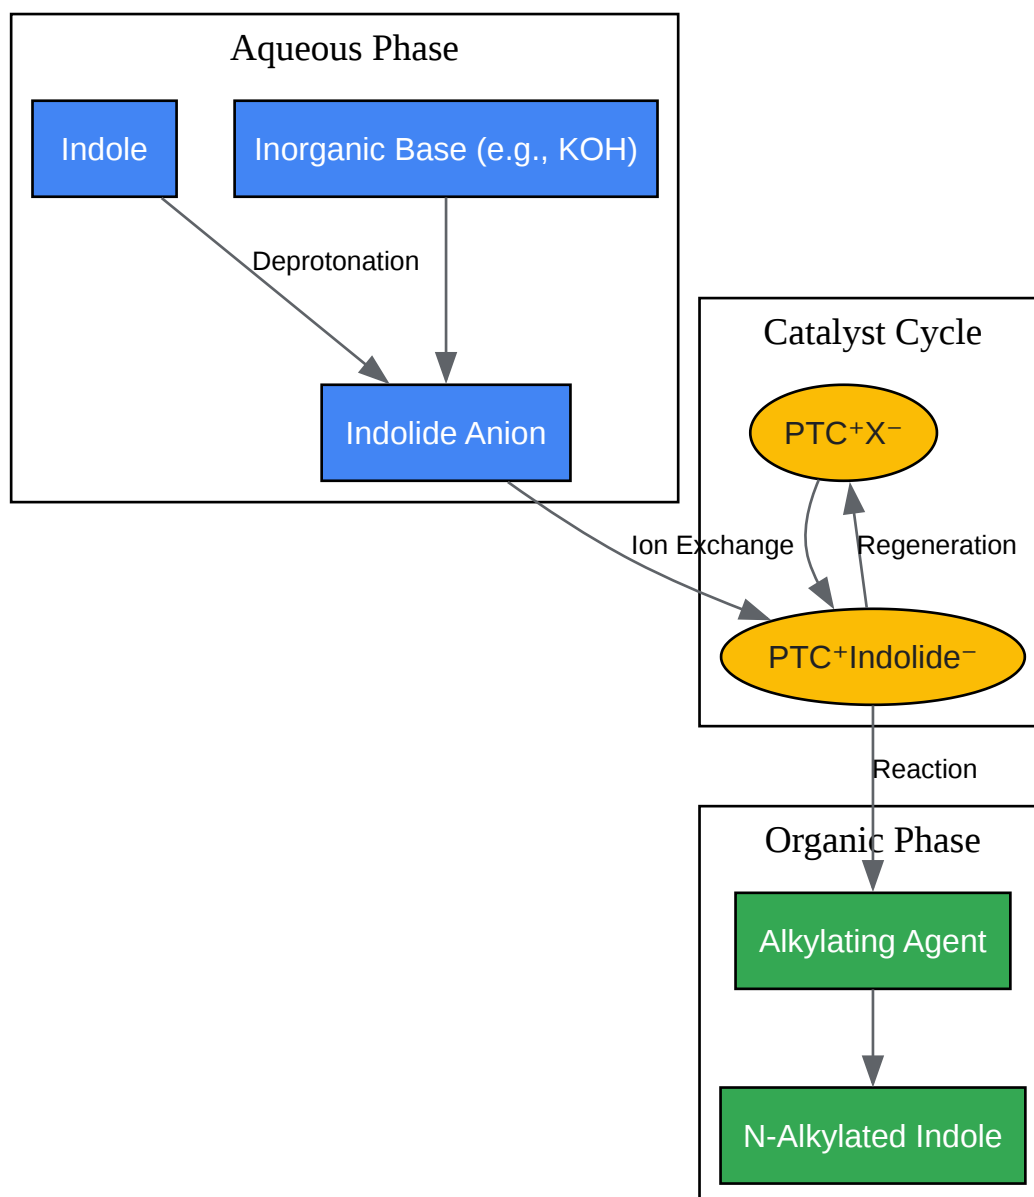 Aqueous Phase
Indole
Inorganic Base (e.g., KOH)
Deprotonation
Indolide Anion
Catalyst Cycle
PTC⁺X⁻
Ion Exchange
Regeneration
PTC⁺Indolide⁻
Reaction
Organic Phase
Alkylating Agent
N-Alkylated Indole